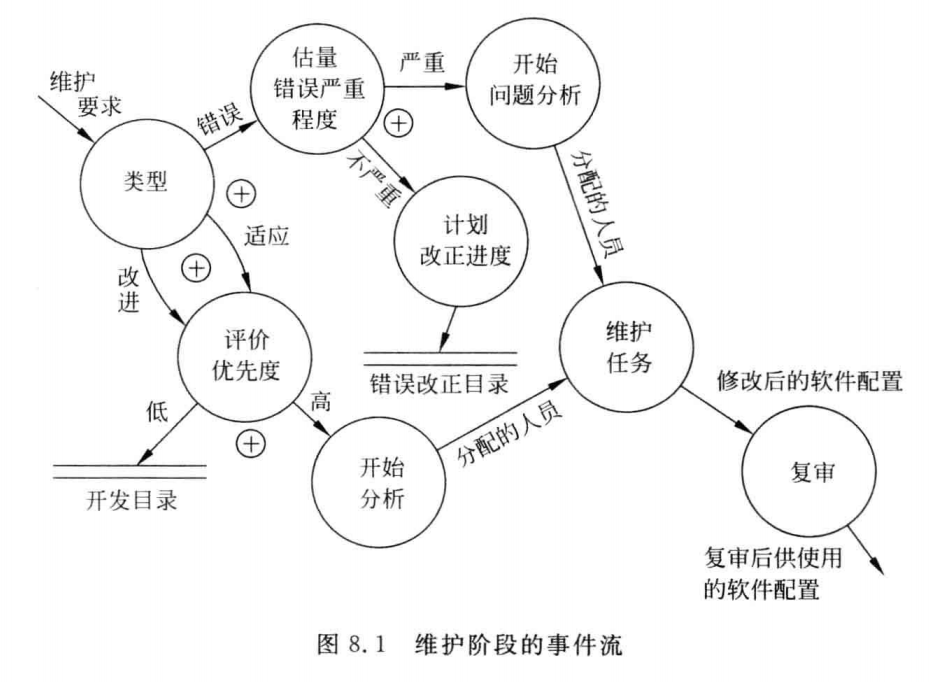 维护
要求
类型
错误
估量
错误严重
程度
严重
开始
问题分析
不严重
适应
改
进
计划
改正进度
分配的人员
评价
优先度
错误改正目录
维护
任务
低
高
开发目录
开始
分析
分配的人员
修改后的软件配置
复审
复审后供使用
的软件配置
图 8.1 维护阶段的事件流